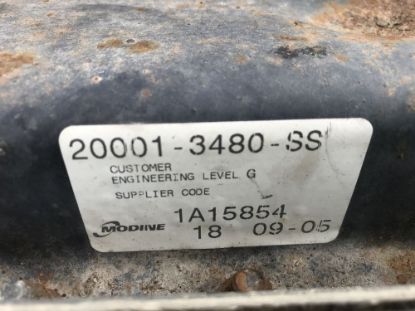 20001-3480-SS
CUSTOMER
ENGINEERING LEVEL G
SUPPLIER CODE
1A15854
MODINE 18 09-05